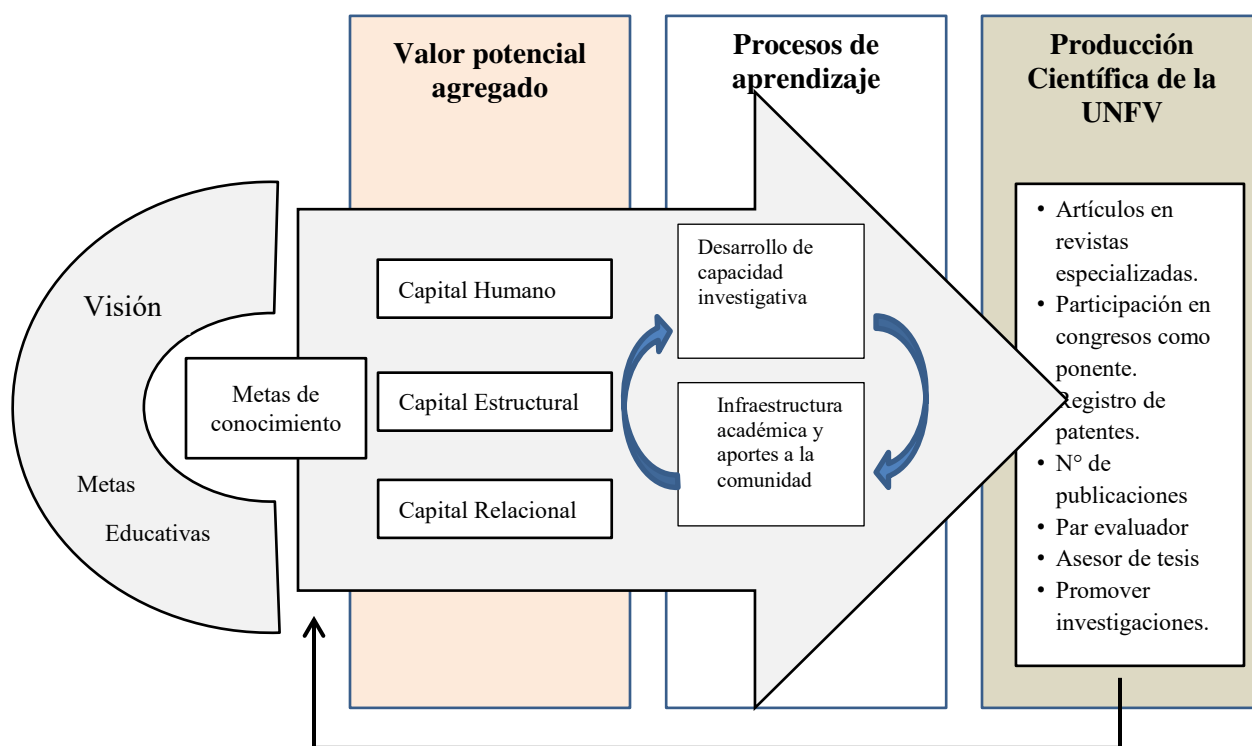 Valor potencial
agregado
Procesos de
aprendizaje
Producción
Científica de la
UNFV
Visión
Metas
Educativas
Metas de
conocimiento
Capital Humano
Capital Estructural
Capital Relacional
Desarrollo de
capacidad
investigativa
Infraestructura
académica y
aportes a la
comunidad
• Artículos en
revistas
especializadas.
• Participación en
congresos como
ponente.
• Registro de
patentes.
• N° de
publicaciones
• Par evaluador
• Asesor de tesis
• Promover
investigaciones.